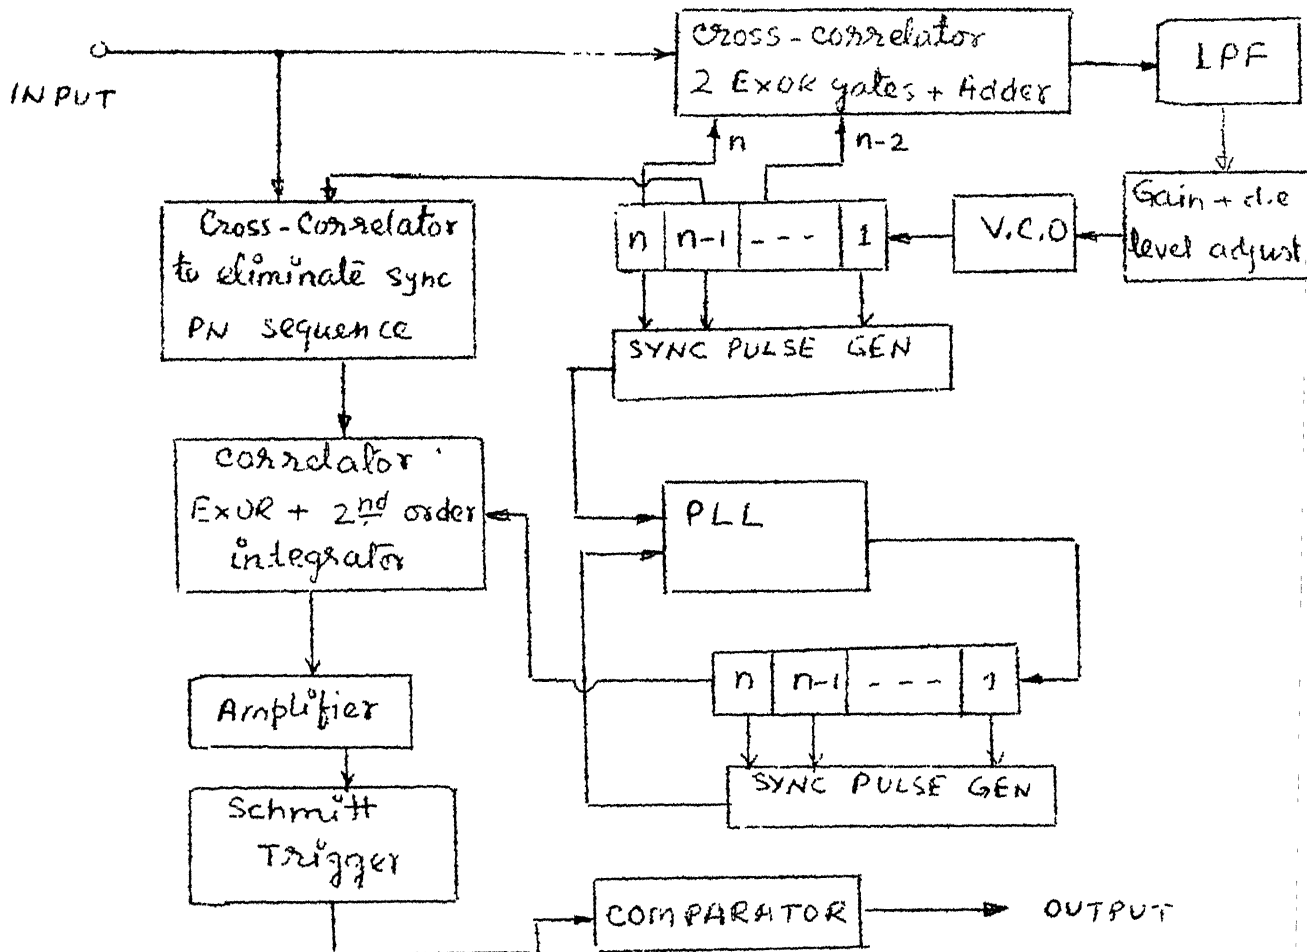 INPUT
Cross-correlator
2 ExOR gates + Adder
LPF
n
n-2
Gain + d.c
level adjust.
V.C.O
n n-1 --- 1
Cross-Correlator
to eliminate sync
PN sequence
SYNC PULSE GEN
Correlator
ExOR + 2nd order
integrator
PLL
n n-1 --- 1
SYNC PULSE GEN
Amplifier
Schmitt
Trigger
COMPARATOR
OUTPUT